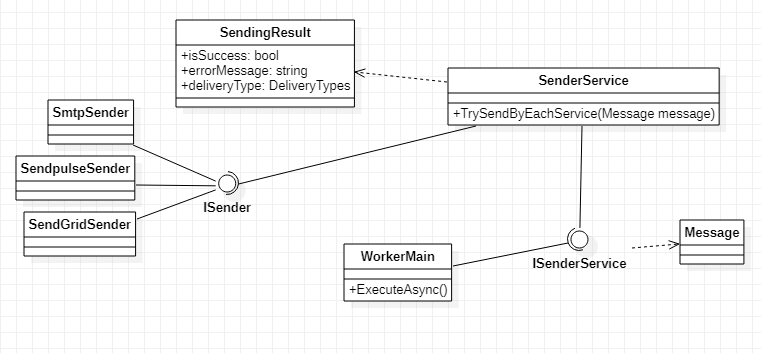 SendingResult
+isSuccess: bool
+errorMessage: string
+deliveryType: DeliveryTypes
SenderService
+TrySendByEachService(Message message)
SmtpSender
SendpulseSender
SendGridSender
ISender
WorkerMain
+ExecuteAsync()
ISenderService
Message